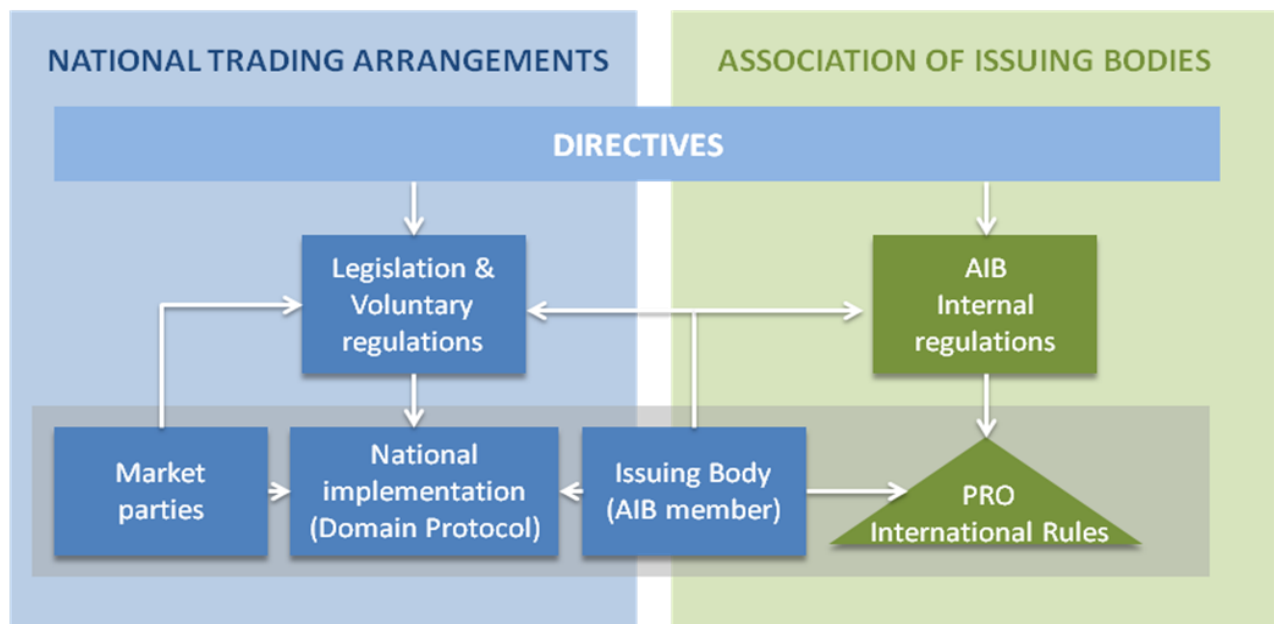 NATIONAL TRADING ARRANGEMENTS
ASSOCIATION OF ISSUING BODIES
DIRECTIVES
Legislation &
Voluntary
regulations
AIB
Internal
regulations
Market
parties
National
implementation
(Domain Protocol)
Issuing Body
(AIB member)
PRO
International Rules